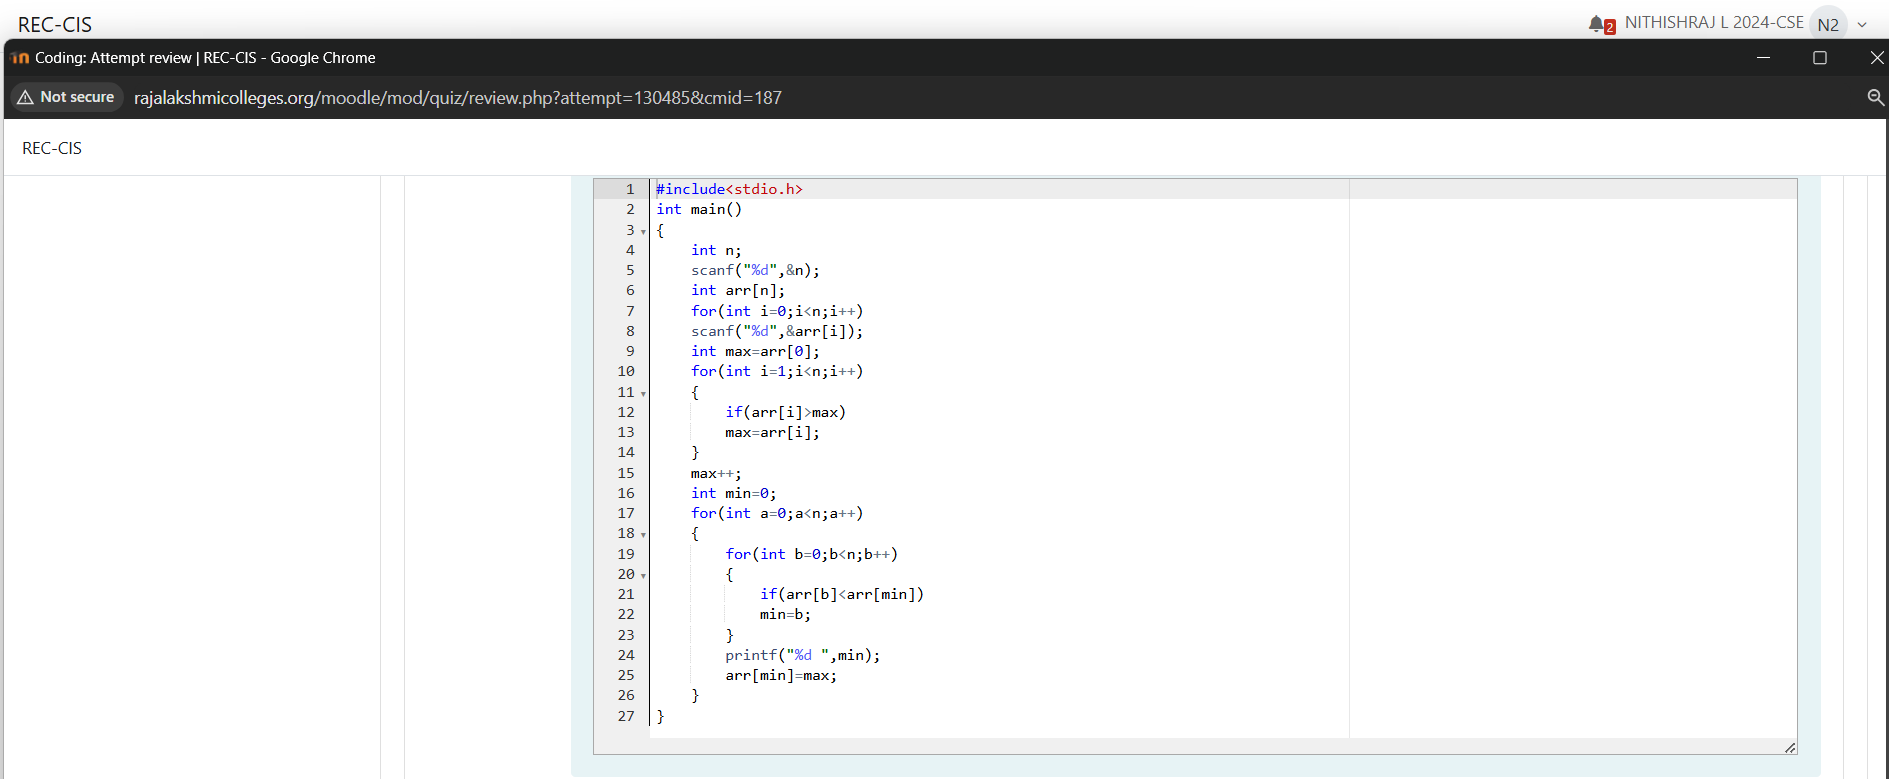 REC-CIS
2 NITHISHRAJ L 2024-CSE N2
Coding: Attempt review | REC-CIS - Google Chrome
Not secure rajalakshmicolleges.org/moodle/mod/quiz/review.php?attempt=130485&cmid=187
REC-CIS
1 #include<stdio.h>
2 int main()
3 {
4 int n;
5 scanf("%d",&n);
6 int arr[n];
7 for(int i=0;i<n;i++)
8 scanf("%d",&arr[i]);
9 int max=arr[0];
10 for(int i=1;i<n;i++)
11 {
12 if(arr[i]>max)
13 max=arr[i];
14 }
15 max++;
16 int min=0;
17 for(int a=0;a<n;a++)
18 {
19 for(int b=0;b<n;b++)
20 {
21 if(arr[b]<arr[min])
22 min=b;
23 }
24 printf("%d ",min);
25 arr[min]=max;
26 }
27 }